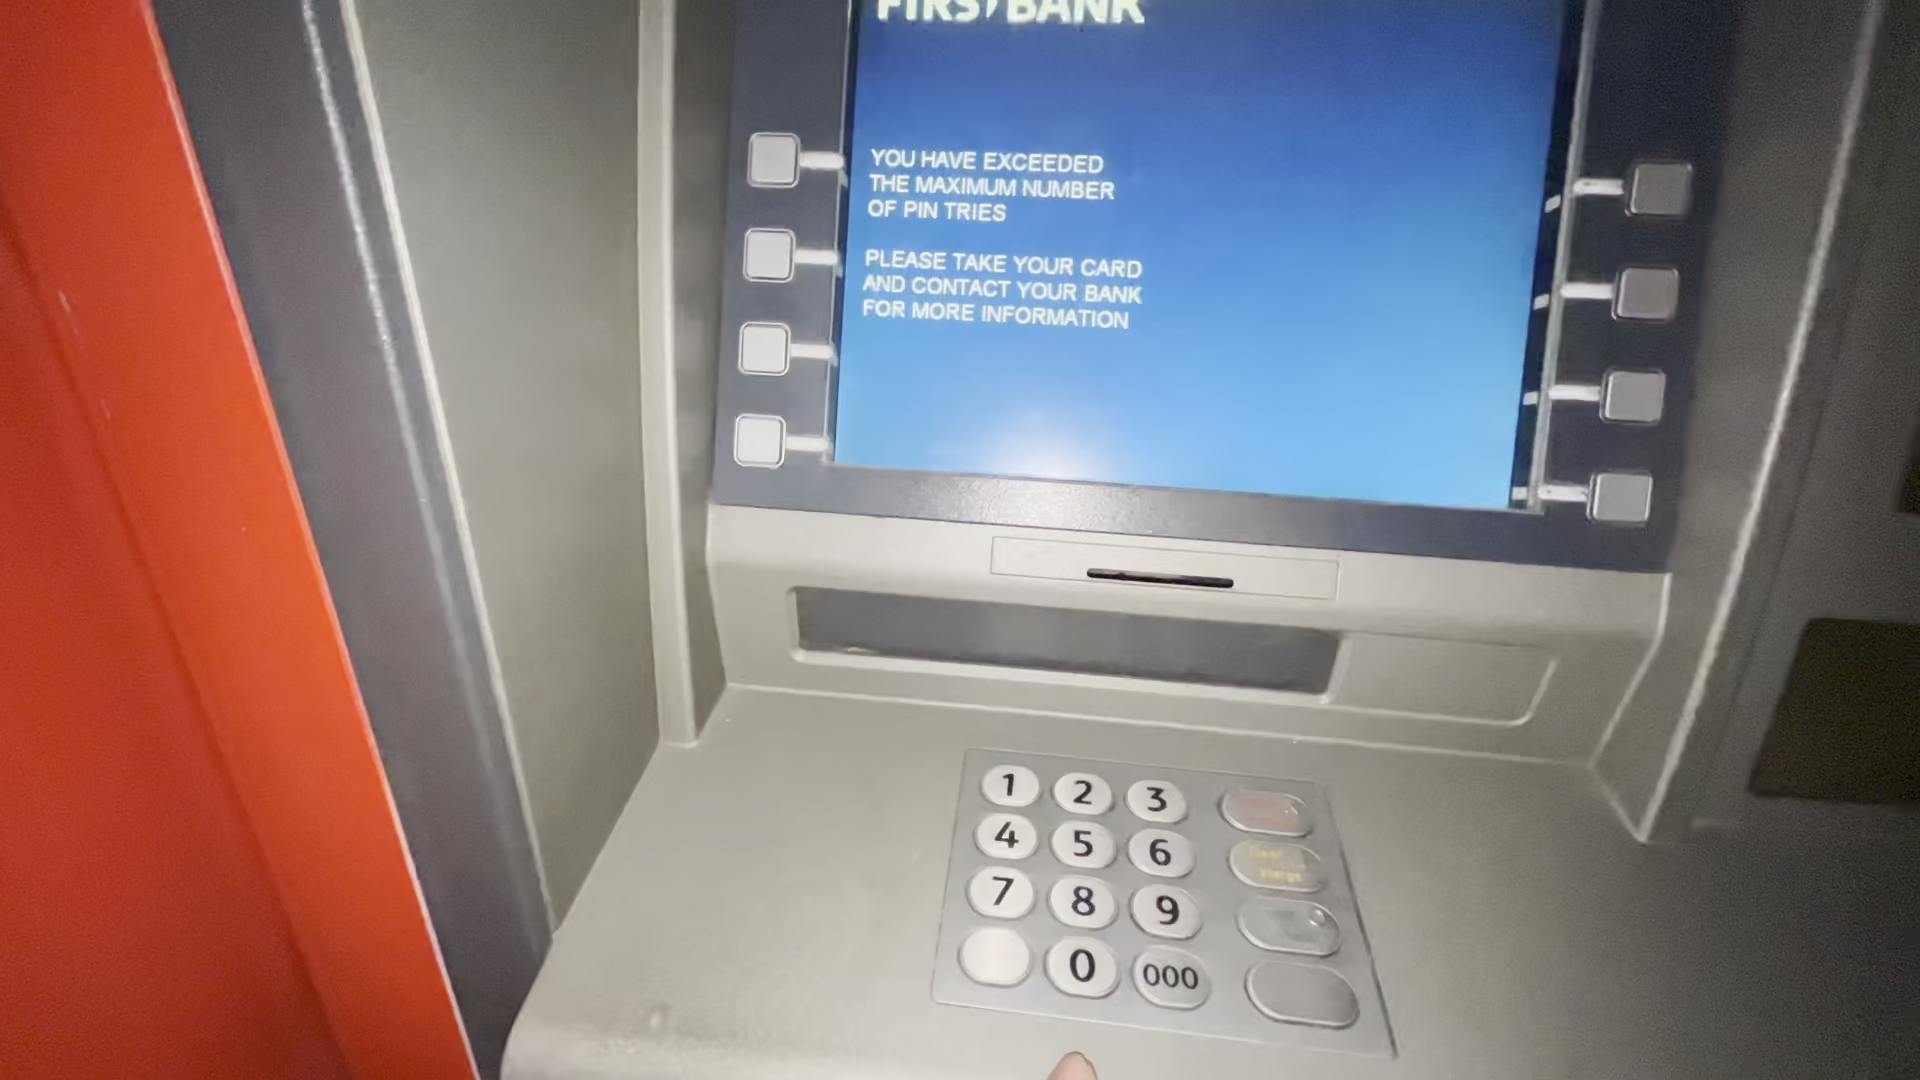 FIRSTBANK
YOU HAVE EXCEEDED
THE MAXIMUM NUMBER
OF PIN TRIES
PLEASE TAKE YOUR CARD
AND CONTACT YOUR BANK
FOR MORE INFORMATION
1 2 3
4 5 6
7 8 9
0 000